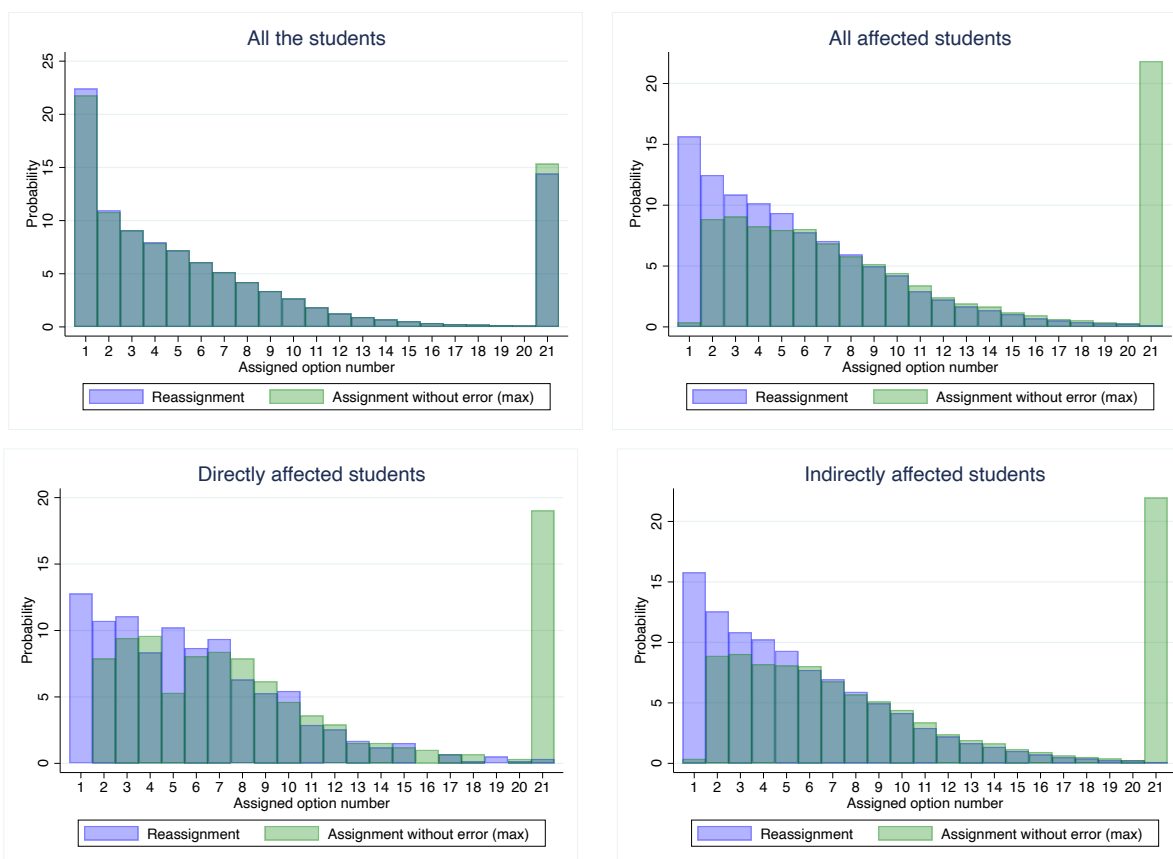 All the students
Probability
25
20
15
10
5
0
1 2 3 4 5 6 7 8 9 10 11 12 13 14 15 16 17 18 19 20 21
Assigned option number
Reassignment Assignment without error (max)
All affected students
Probability
20
15
10
5
0
1 2 3 4 5 6 7 8 9 10 11 12 13 14 15 16 17 18 19 20 21
Assigned option number
Reassignment Assignment without error (max)
Directly affected students
Probability
20
15
10
5
0
1 2 3 4 5 6 7 8 9 10 11 12 13 14 15 16 17 18 19 20 21
Assigned option number
Reassignment Assignment without error (max)
Indirectly affected students
Probability
20
15
10
5
0
1 2 3 4 5 6 7 8 9 10 11 12 13 14 15 16 17 18 19 20 21
Assigned option number
Reassignment Assignment without error (max)